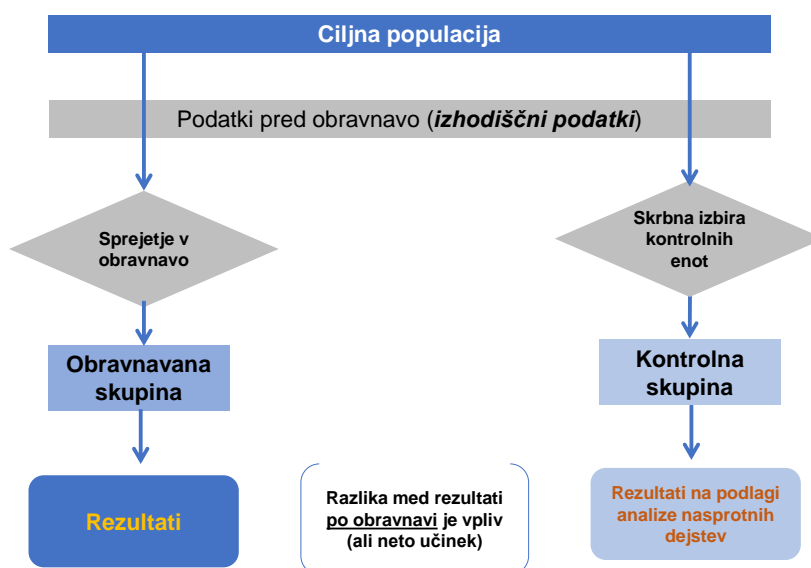 Ciljna populacija
Podatki pred obravnavo (izhodiščni podatki)
Sprejetje v
obravnavo
Skrbna izbira
kontrolnih
enot
Obravnavana
skupina
Kontrolna
skupina
Rezultati
Razlika med rezultati
po obravnavi je vpliv
(ali neto učinek)
Rezultati na podlagi
analize nasprotnih
dejstev